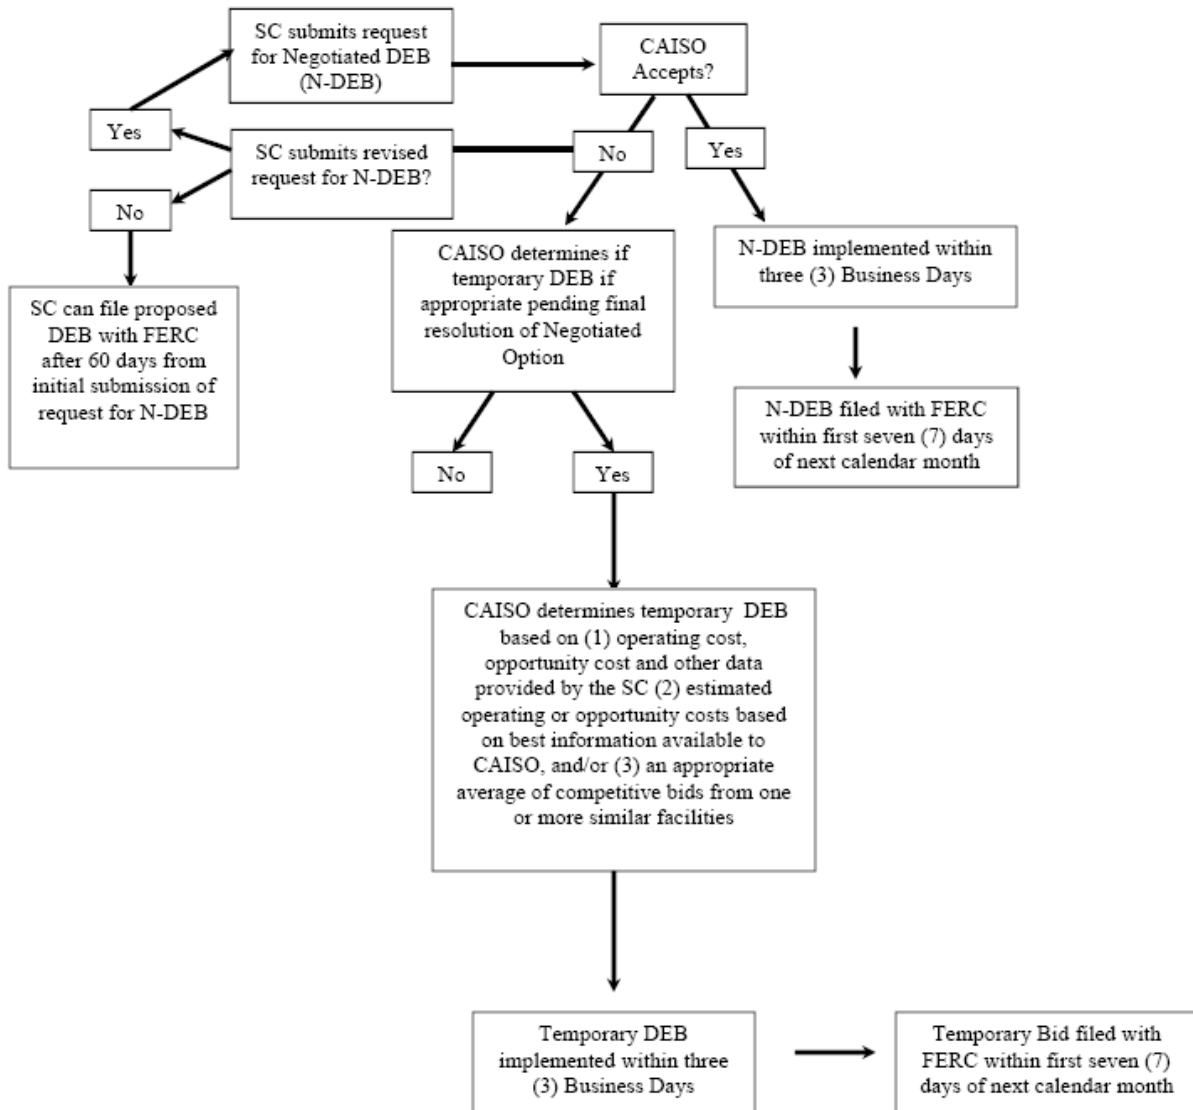 SC submits request
for Negotiated DEB
(N-DEB)
CAISO
Accepts?
Yes
SC submits revised
request for N-DEB?
No
Yes
No
CAISO determines if
temporary DEB if
appropriate pending final
resolution of Negotiated
Option
N-DEB implemented within
three (3) Business Days
SC can file proposed
DEB with FERC
after 60 days from
initial submission of
request for N-DEB
N-DEB filed with FERC
within first seven (7) days
of next calendar month
No
Yes
CAISO determines temporary DEB
based on (1) operating cost,
opportunity cost and other data
provided by the SC (2) estimated
operating or opportunity costs based
on best information available to
CAISO, and/or (3) an appropriate
average of competitive bids from one
or more similar facilities
Temporary DEB
implemented within three
(3) Business Days
Temporary Bid filed with
FERC within first seven (7)
days of next calendar month